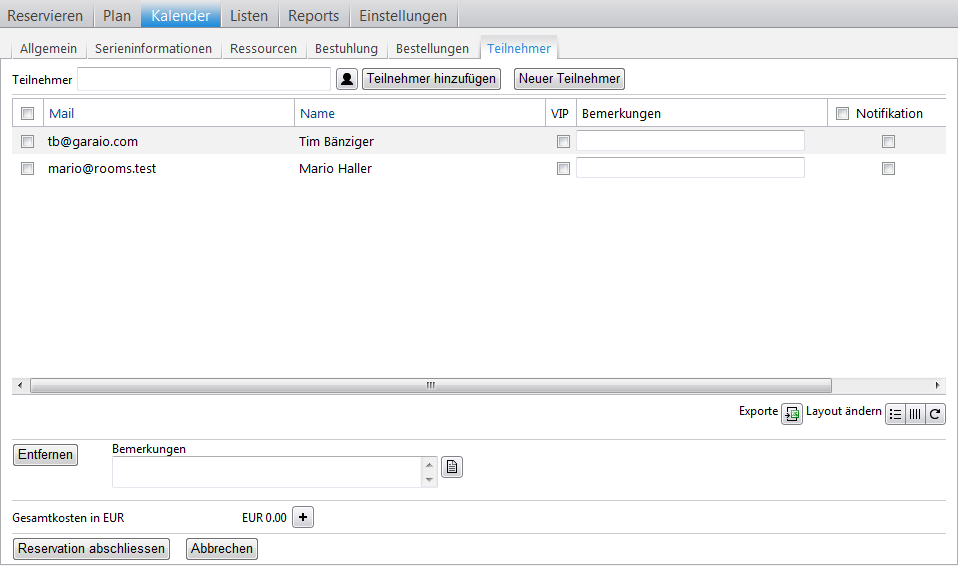 Reservieren Plan Kalender Listen Reports Einstellungen
Allgemein Serieninformationen Ressourcen Bestuhlung Bestellungen Teilnehmer
Teilnehmer Teilnehmer hinzufügen Neuer Teilnehmer
Mail Name VIP Bemerkungen Notifikation
tb@garaio.com Tim Bänziger
mario@rooms.test Mario Haller
Exporte Layout ändern
Entfernen Bemerkungen
Gesamtkosten in EUR EUR 0.00
Reservation abschliessen Abbrechen